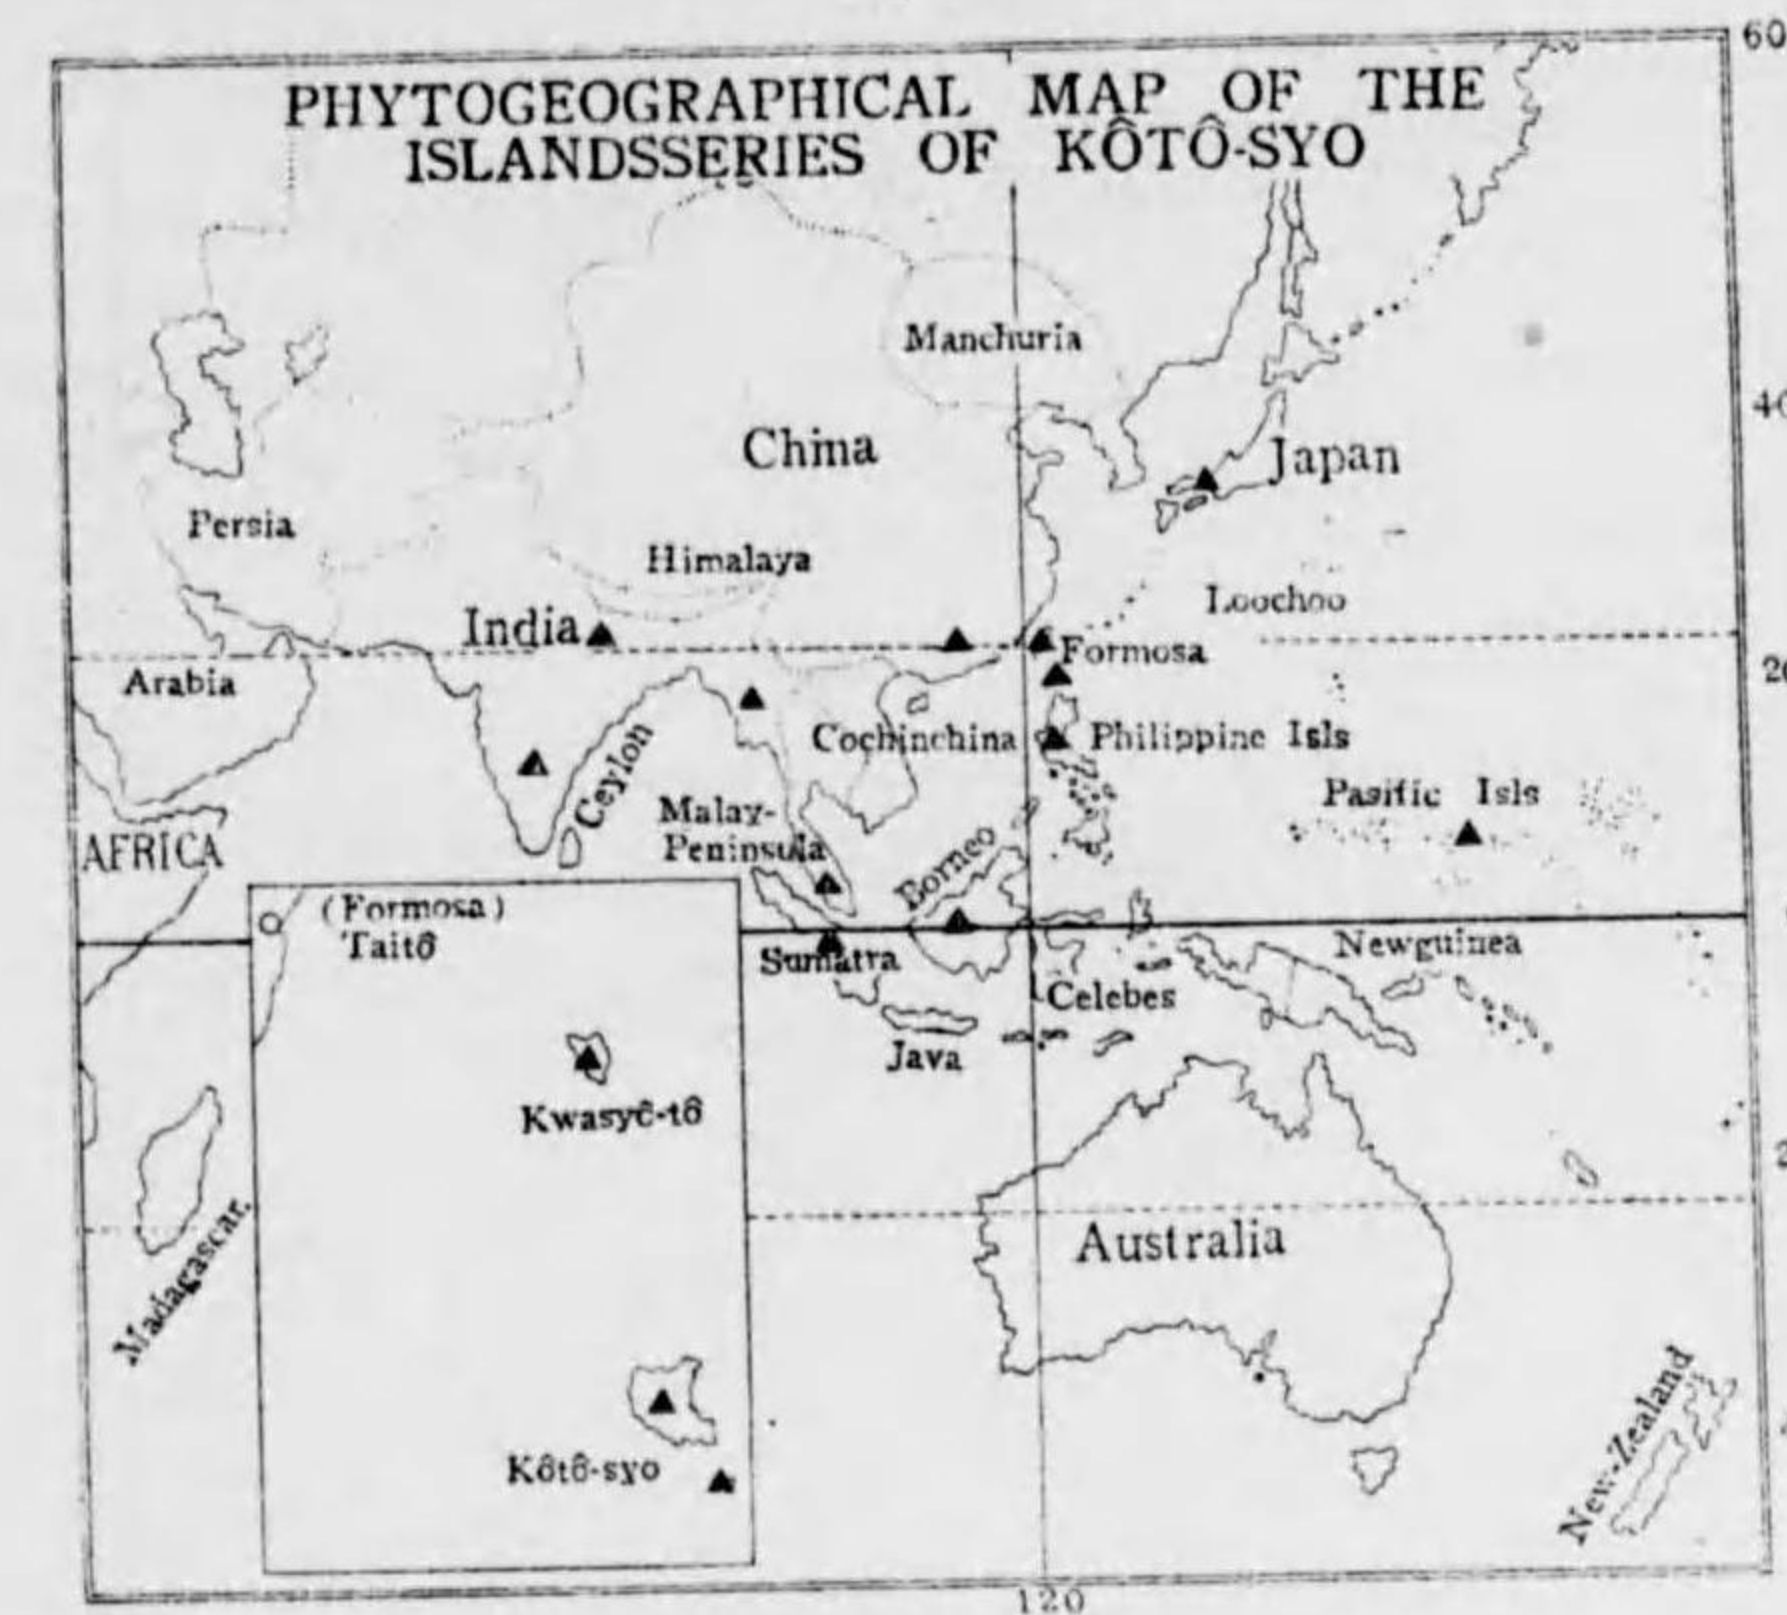 PHYTOGEOGRAPHICAL MAP OF THE
ISLANDSSERIES OF KÔTÔ-SYO
60
Manchuria
40
China
Japan
Persia
Himalaya
Loochoo
India
Formosa
20
Arabia
Cochinchina
Philippine Isls
Ceylon
Pasific Isls
Malay-
Peninsula
AFRICA
Borneo
(Formosa)
Taitô
Sumatra
Newguinea
Celebes
Java
Kwasyô-tô
2
Madagascar.
Australia
New-Zealand
Kôtô-syo
120